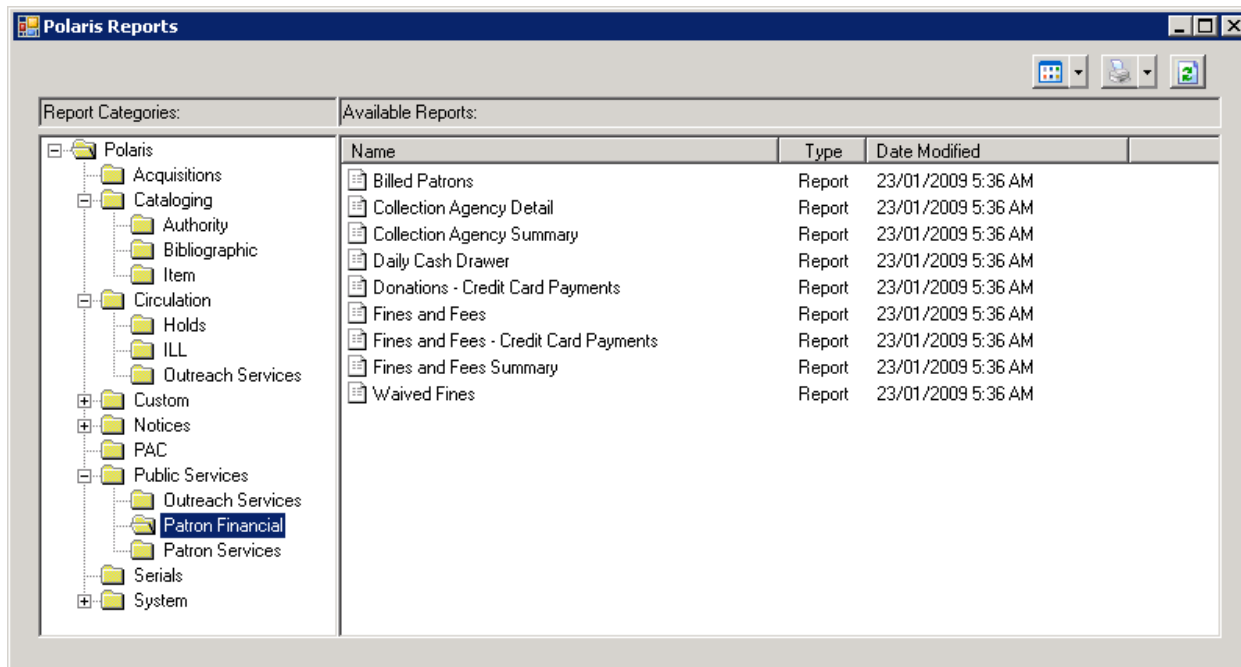 Polaris Reports
Report Categories:
Available Reports:
Polaris
Acquisitions
Cataloging
Authority
Bibliographic
Item
Circulation
Holds
ILL
Outreach Services
Custom
Notices
PAC
Public Services
Outreach Services
Patron Financial
Patron Services
Serials
System
Name Type Date Modified
Billed Patrons Report 23/01/2009 5:36 AM
Collection Agency Detail Report 23/01/2009 5:36 AM
Collection Agency Summary Report 23/01/2009 5:36 AM
Daily Cash Drawer Report 23/01/2009 5:36 AM
Donations - Credit Card Payments Report 23/01/2009 5:36 AM
Fines and Fees Report 23/01/2009 5:36 AM
Fines and Fees - Credit Card Payments Report 23/01/2009 5:36 AM
Fines and Fees Summary Report 23/01/2009 5:36 AM
Waived Fines Report 23/01/2009 5:36 AM